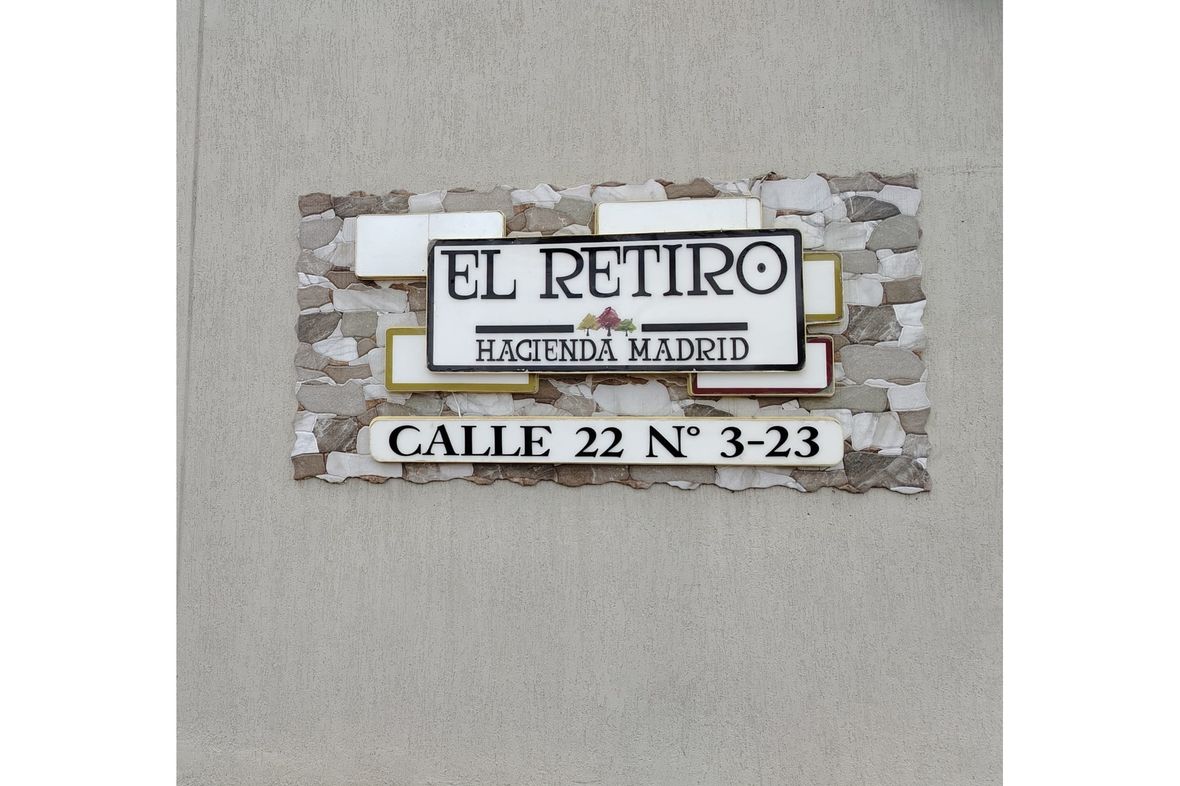 EL RETIRO
HACIENDA MADRID
CALLE 22 N° 3-23